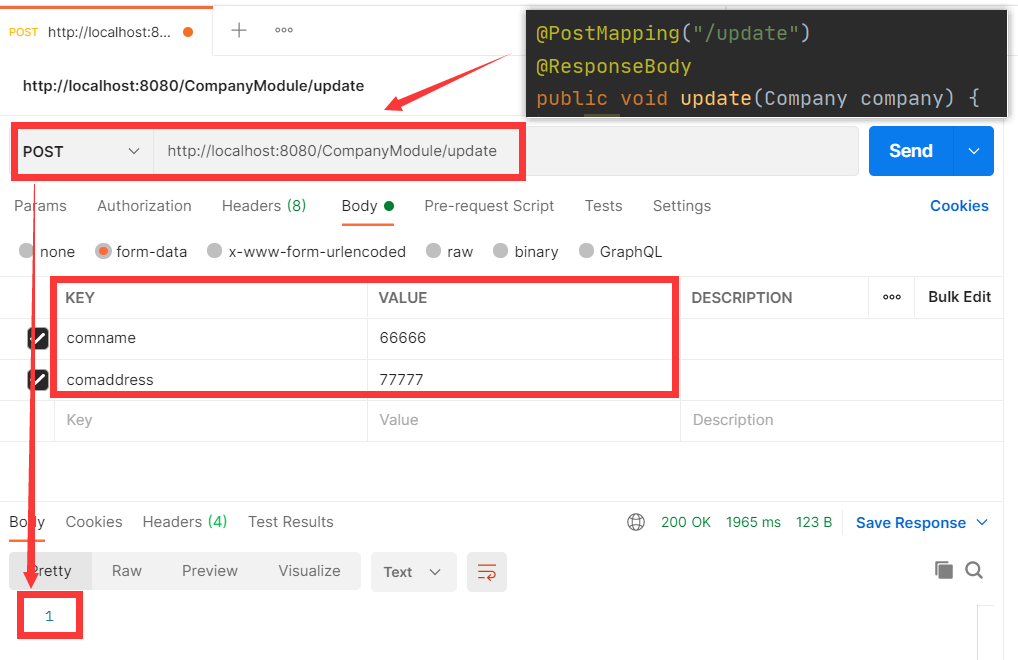 POST http://localhost:8...
@PostMapping("/update")
@ResponseBody
public void update(Company company) {
http://localhost:8080/CompanyModule/update
POST http://localhost:8080/CompanyModule/update Send
Params Authorization Headers (8) Body Pre-request Script Tests Settings Cookies
none form-data x-www-form-urlencoded raw binary GraphQL
KEY VALUE DESCRIPTION Bulk Edit
comname 66666
comaddress 77777
Key Value Description
Body Cookies Headers (4) Test Results 200 OK 1965 ms 123 B Save Response
Pretty Raw Preview Visualize Text
1